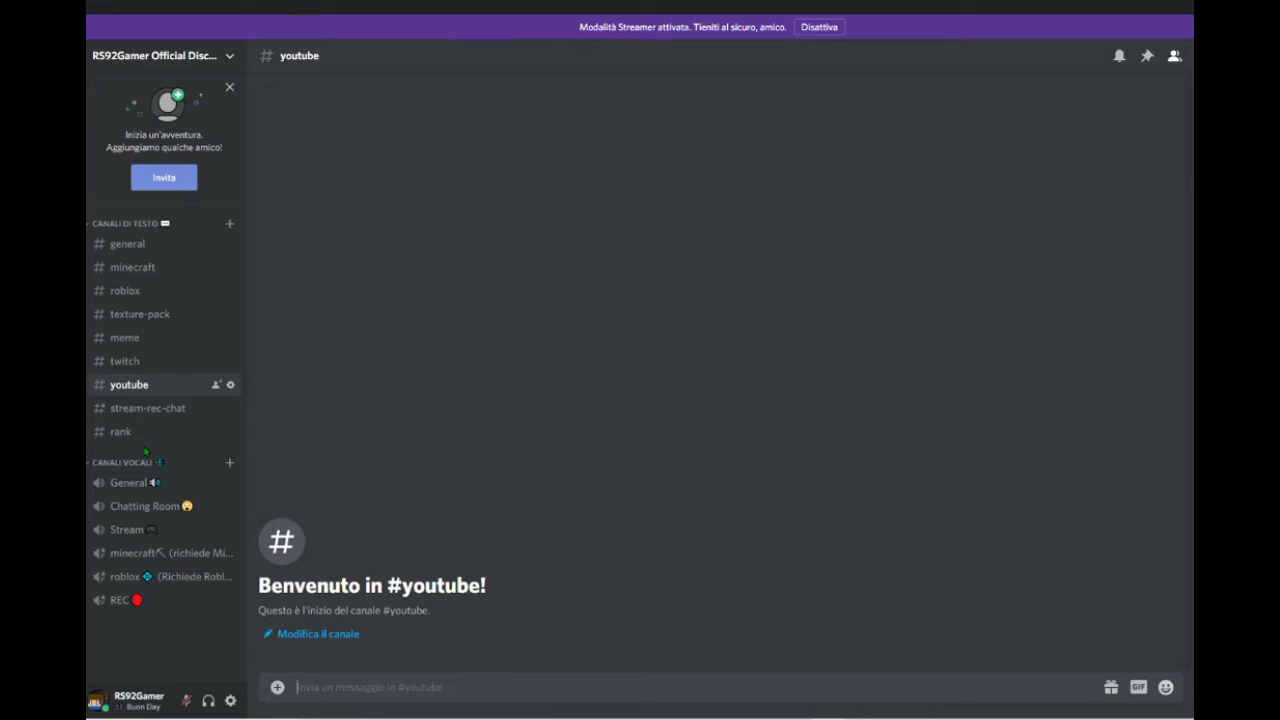 Modalità Streamer attivata. Tieniti al sicuro, amico.
Disattiva
RS92Gamer Official Disc...
youtube
Inizia un'avventura.
Aggiungiamo qualche amico!
Invita
CANALI DI TESTO
general
minecraft
roblox
texture-pack
meme
twitch
youtube
stream-rec-chat
rank
CANALI VOCALI
General
Chatting Room
Stream
minecraft (richiede Mi...
roblox (Richiede Robl...
REC
Benvenuto in #youtube!
Questo è l'inizio del canale #youtube.
Modifica il canale
RS92Gamer
Buon Day
Invia un messaggio in #youtube
GIF